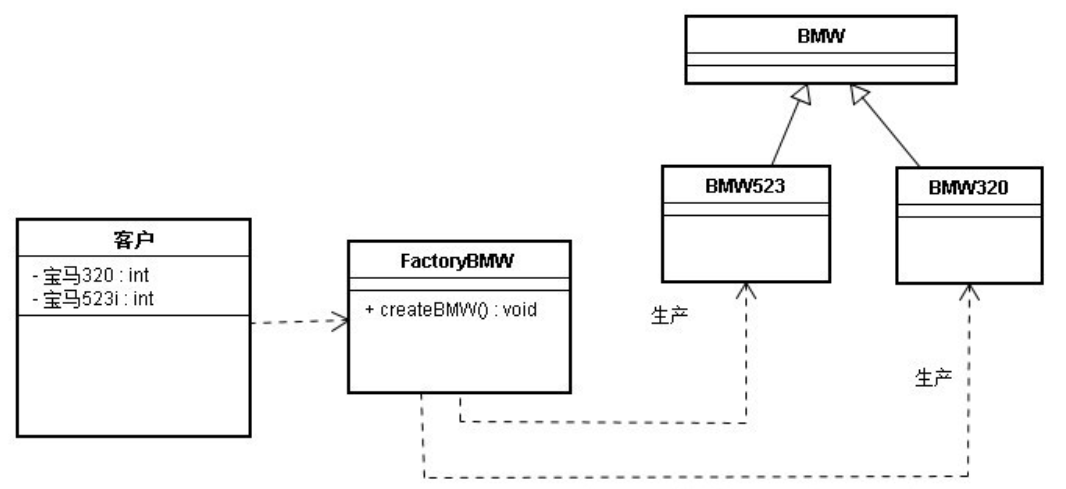 BMW
BMW523
BMW320
客户
- 宝马320 : int
- 宝马523i : int
FactoryBMW
+ createBMW() : void
生产
生产